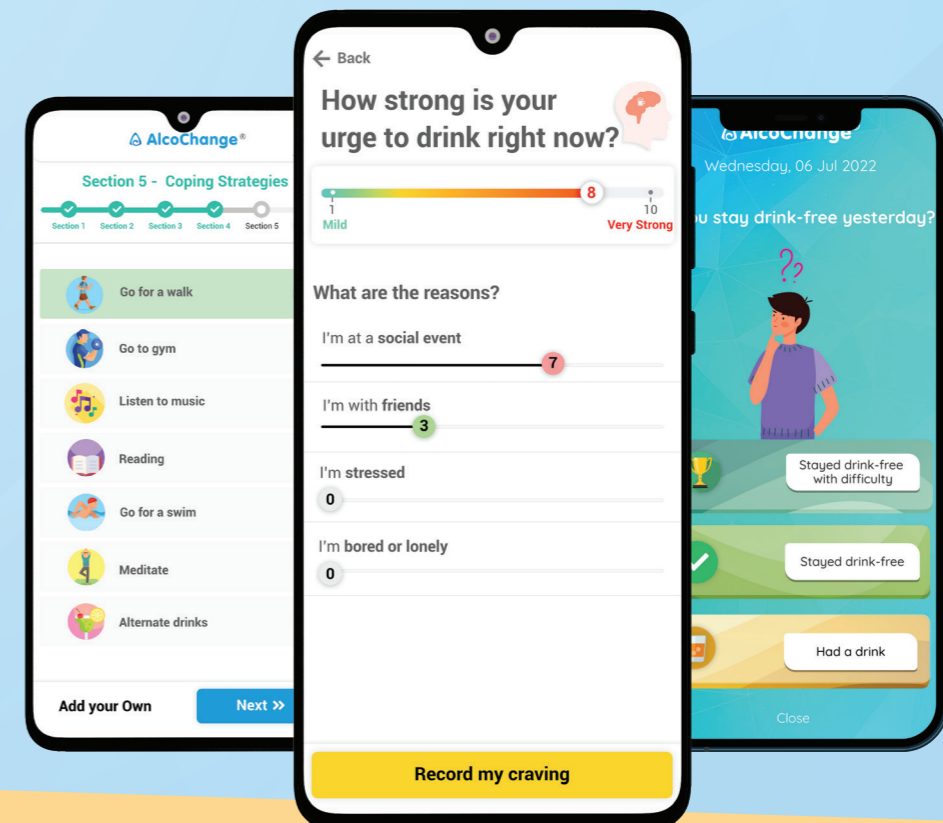 AlcoChange®
Section 5 - Coping Strategies
Section 1 Section 2 Section 3 Section 4 Section 5
Go for a walk
Go to gym
Listen to music
Reading
Go for a swim
Meditate
Alternate drinks
Add your Own
Next >>
← Back
How strong is your
urge to drink right now?
8
1 10
Mild Very Strong
What are the reasons?
I'm at a social event
7
I'm with friends
3
I'm stressed
0
I'm bored or lonely
0
Record my craving
AlcoChange
Wednesday, 06 Jul 2022
stay drink-free yesterday?
??
Stayed drink-free
with difficulty
Stayed drink-free
Had a drink
Close